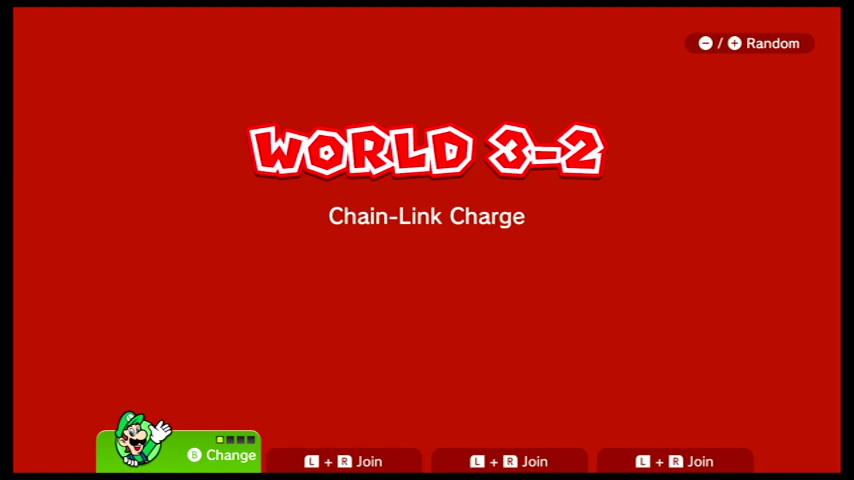 - / + Random
WORLD 3-2
Chain-Link Charge
B Change
L + R Join
L + R Join
L + R Join